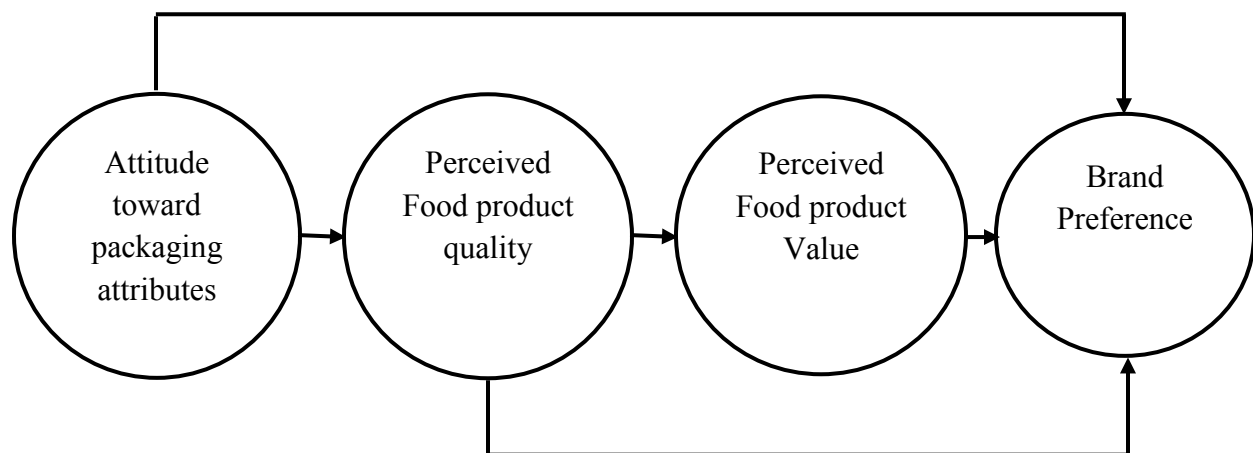 Attitude
toward
packaging
attributes
Perceived
Food product
quality
Perceived
Food product
Value
Brand
Preference